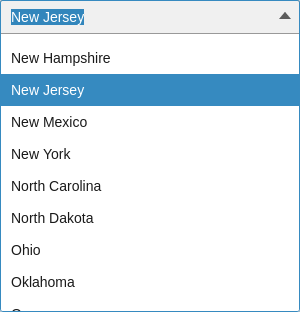 New Jersey
New Hampshire
New Jersey
New Mexico
New York
North Carolina
North Dakota
Ohio
Oklahoma